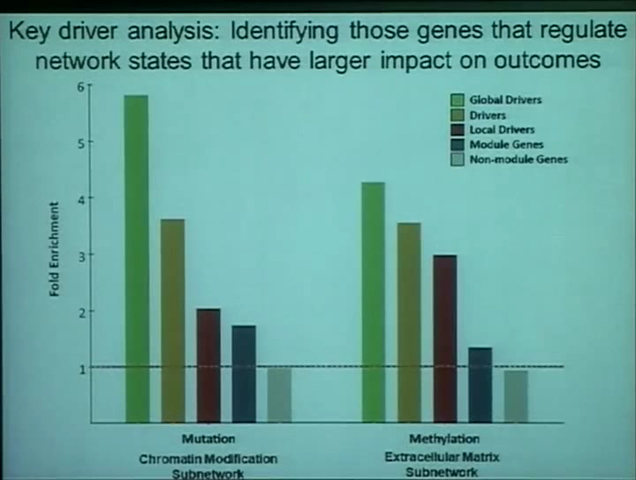 Key driver analysis: Identifying those genes that regulate
network states that have larger impact on outcomes
6
5
4
3
2
1
Fold Enrichment
Global Drivers
Drivers
Local Drivers
Module Genes
Non-module Genes
Mutation
Chromatin Modification
Subnetwork
Methylation
Extracellular Matrix
Subnetwork